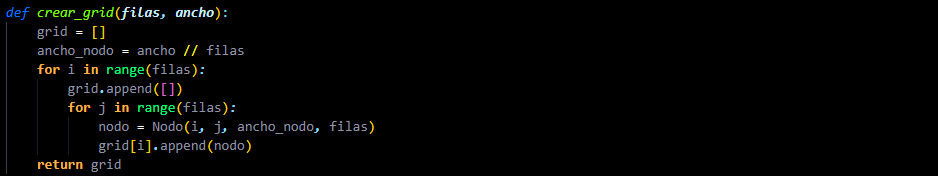 def crear_grid(filas, ancho):
    grid = []
    ancho_nodo = ancho // filas
    for i in range(filas):
        grid.append([])
        for j in range(filas):
            nodo = Nodo(i, j, ancho_nodo, filas)
            grid[i].append(nodo)
    return grid